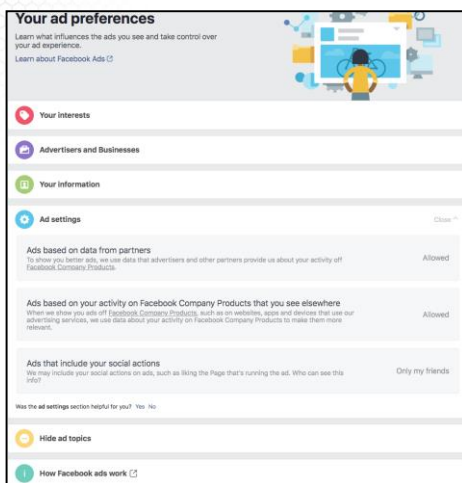 Your ad preferences
Learn what influences the ads you see and take control over
your ad experience.
Learn about Facebook Ads
Your interests
Advertisers and Businesses
Your information
Ad settings
Close
Ads based on data from partners
To show you better ads, we use data that advertisers and other partners provide us about your activity off
Facebook Company Products.
Allowed
Ads based on your activity on Facebook Company Products that you see elsewhere
When we show you ads off Facebook Company Products, such as on websites, apps and devices that use our
advertising services, we use data about your activity on Facebook Company Products to make them more
relevant.
Allowed
Ads that include your social actions
We may include your social actions on ads, such as liking the Page that's running the ad. Who can see this
info?
Only my friends
Was the ad settings section helpful for you? Yes No
Hide ad topics
How Facebook ads work